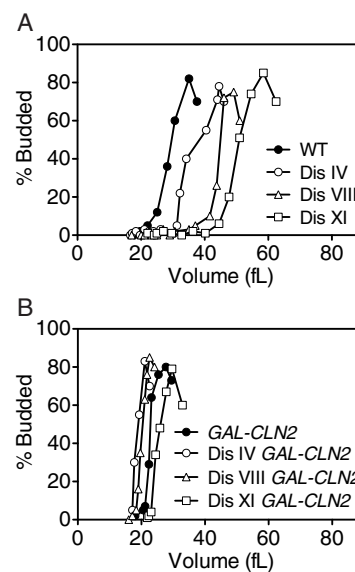 A
100
80
60
40
20
0
% Budded
WT
Dis IV
Dis VIII
Dis XI
0 20 40 60 80
Volume (fL)
B
100
80
60
40
20
0
% Budded
GAL-CLN2
Dis IV GAL-CLN2
Dis VIII GAL-CLN2
Dis XI GAL-CLN2
0 20 40 60 80
Volume (fL)